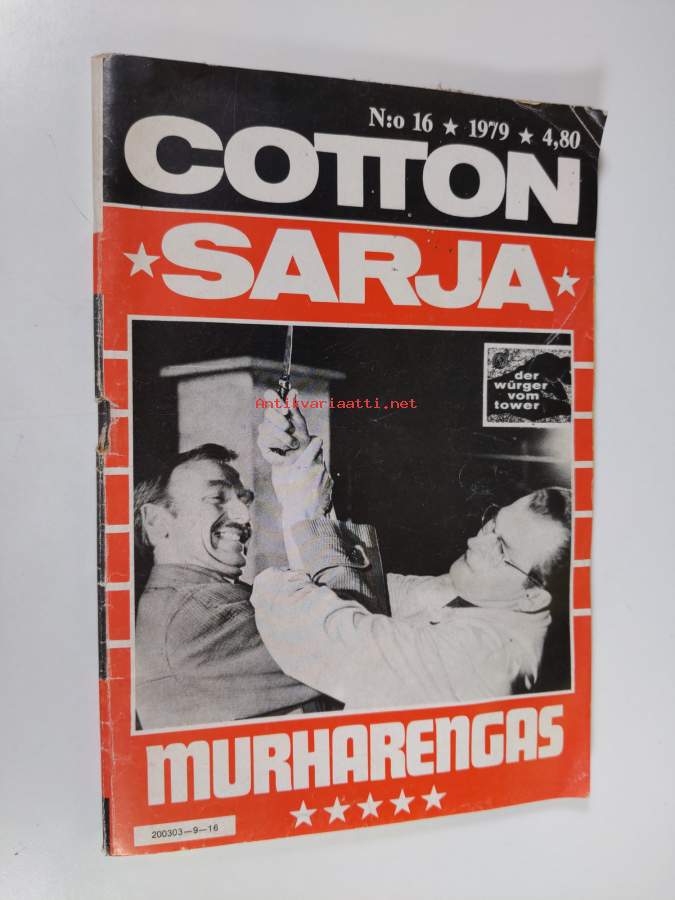 N:o 16 ★ 1979 ★ 4,80
COTTON
★ SARJA ★
der
würger
vom
tower
Antikvariaatti.net
MURHARENGAS
★★★★★
200303—9—16